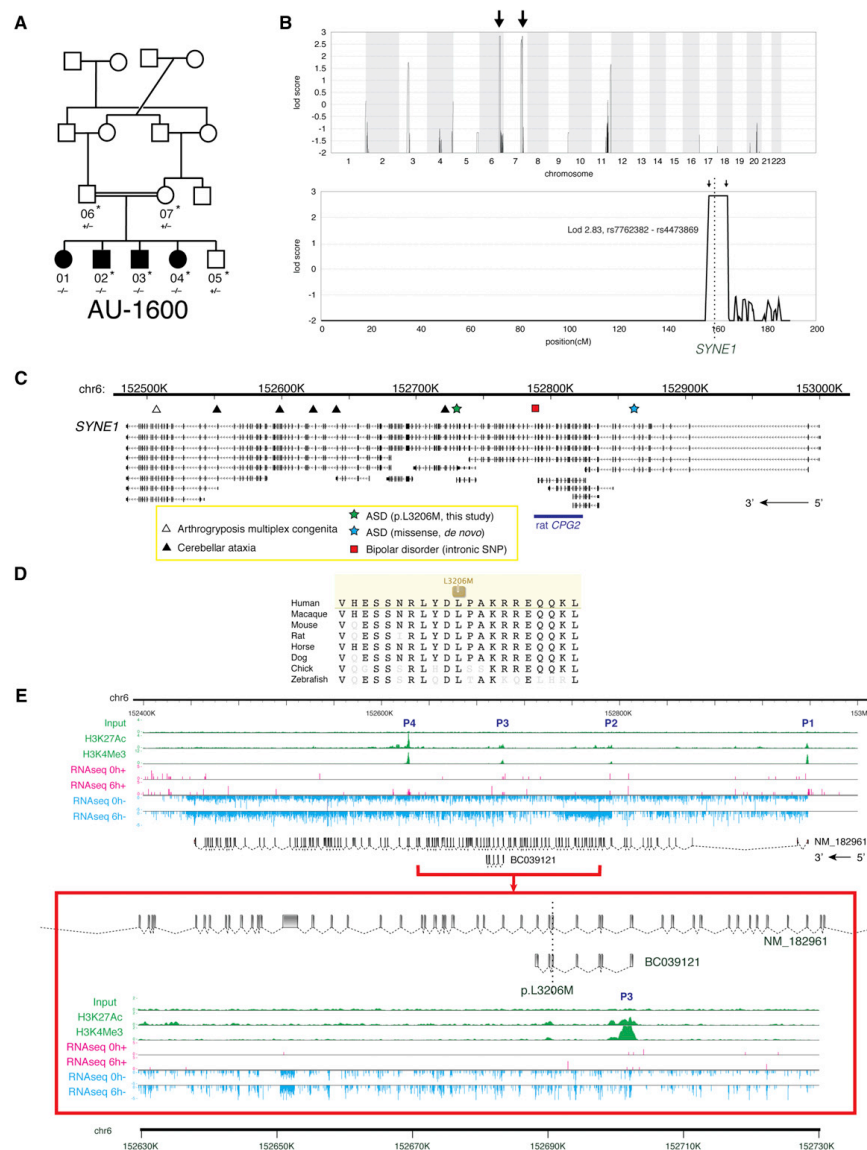 A
06 * 07 *
+/– +/–
01 02 * 03 * 04 * 05 *
–/– –/– –/– –/– +/–
AU-1600
B
lod score
3
2.5
2
1.5
1
0.5
0
-0.5
-1
-1.5
-2
1 2 3 4 5 6 7 8 9 10 11 12 13 14 15 16 17 18 19 20 21 22 23
chromosome
lod score
3
2
1
0
-1
-2
Lod 2.83, rs7762382 - rs4473869
0 20 40 60 80 100 120 140 160 180 200
position(cM)
SYNE1
C
chr6: 152500K 152600K 152700K 152800K 152900K 153000K
SYNE1
3' 5'
rat CPG2
Arthrogryposis multiplex congenita
Cerebellar ataxia
ASD (p.L3206M, this study)
ASD (missense, de novo)
Bipolar disorder (intronic SNP)
D
L3206M
Human V H E S S N R L Y D L P A K R R E Q Q K L
Macaque V H E S S N R L Y D L P A K R R E Q Q K L
Mouse V Q E S S N R L Y D L P A K R R E Q Q K L
Rat V Q E S S I R L Y D L P A K R R E Q Q K L
Horse V H E S S N R L Y D L P A K R R E Q Q K L
Dog V Q E S S N R L Y D L P A K R R E Q Q K L
Chick V Q G S S S R L H D L S S K R R E Q Q K L
Zebrafish V Q E S S S R L Q D L T A K K Q E L H R L
E
chr6
152400K 152600K 152800K 153M
P4 P3 P2 P1
Input
H3K27Ac
H3K4Me3
RNAseq 0h+
RNAseq 6h+
RNAseq 0h-
RNAseq 6h-
NM_182961
BC039121
3' 5'
NM_182961
BC039121
p.L3206M
P3
Input
H3K27Ac
H3K4Me3
RNAseq 0h+
RNAseq 6h+
RNAseq 0h-
RNAseq 6h-
chr6
152630K 152650K 152670K 152690K 152710K 152730K